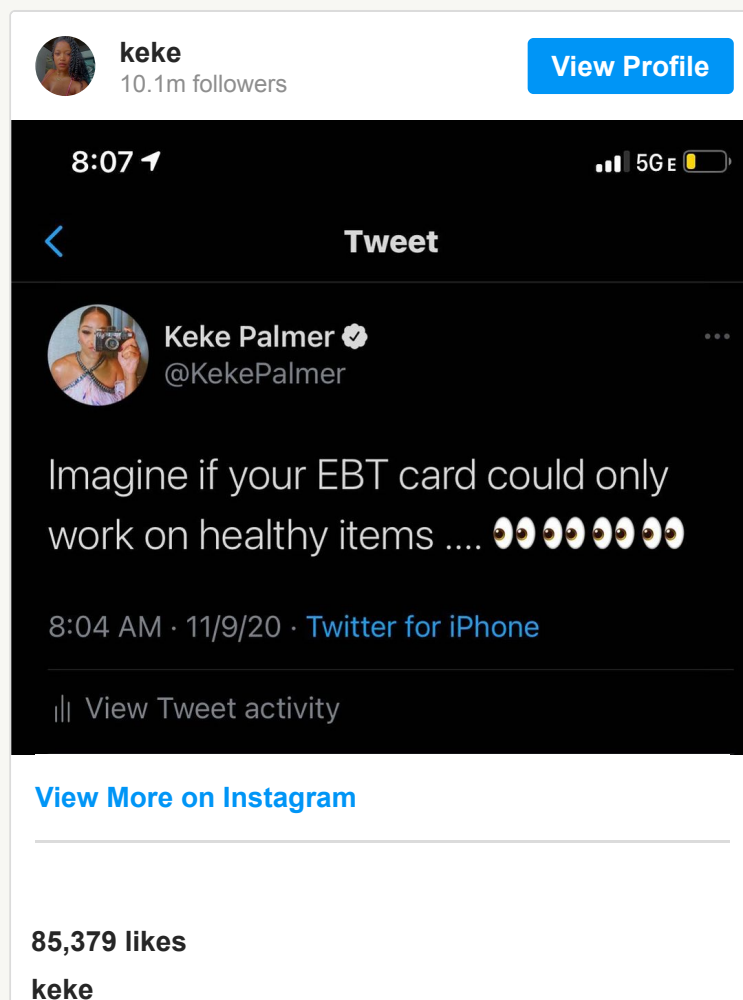 keke
10.1m followers
View Profile
8:07
5G E
Tweet
Keke Palmer
@KekePalmer
Imagine if your EBT card could only
work on healthy items .... 👀👀👀👀
8:04 AM · 11/9/20 · Twitter for iPhone
View Tweet activity
View More on Instagram
85,379 likes
keke